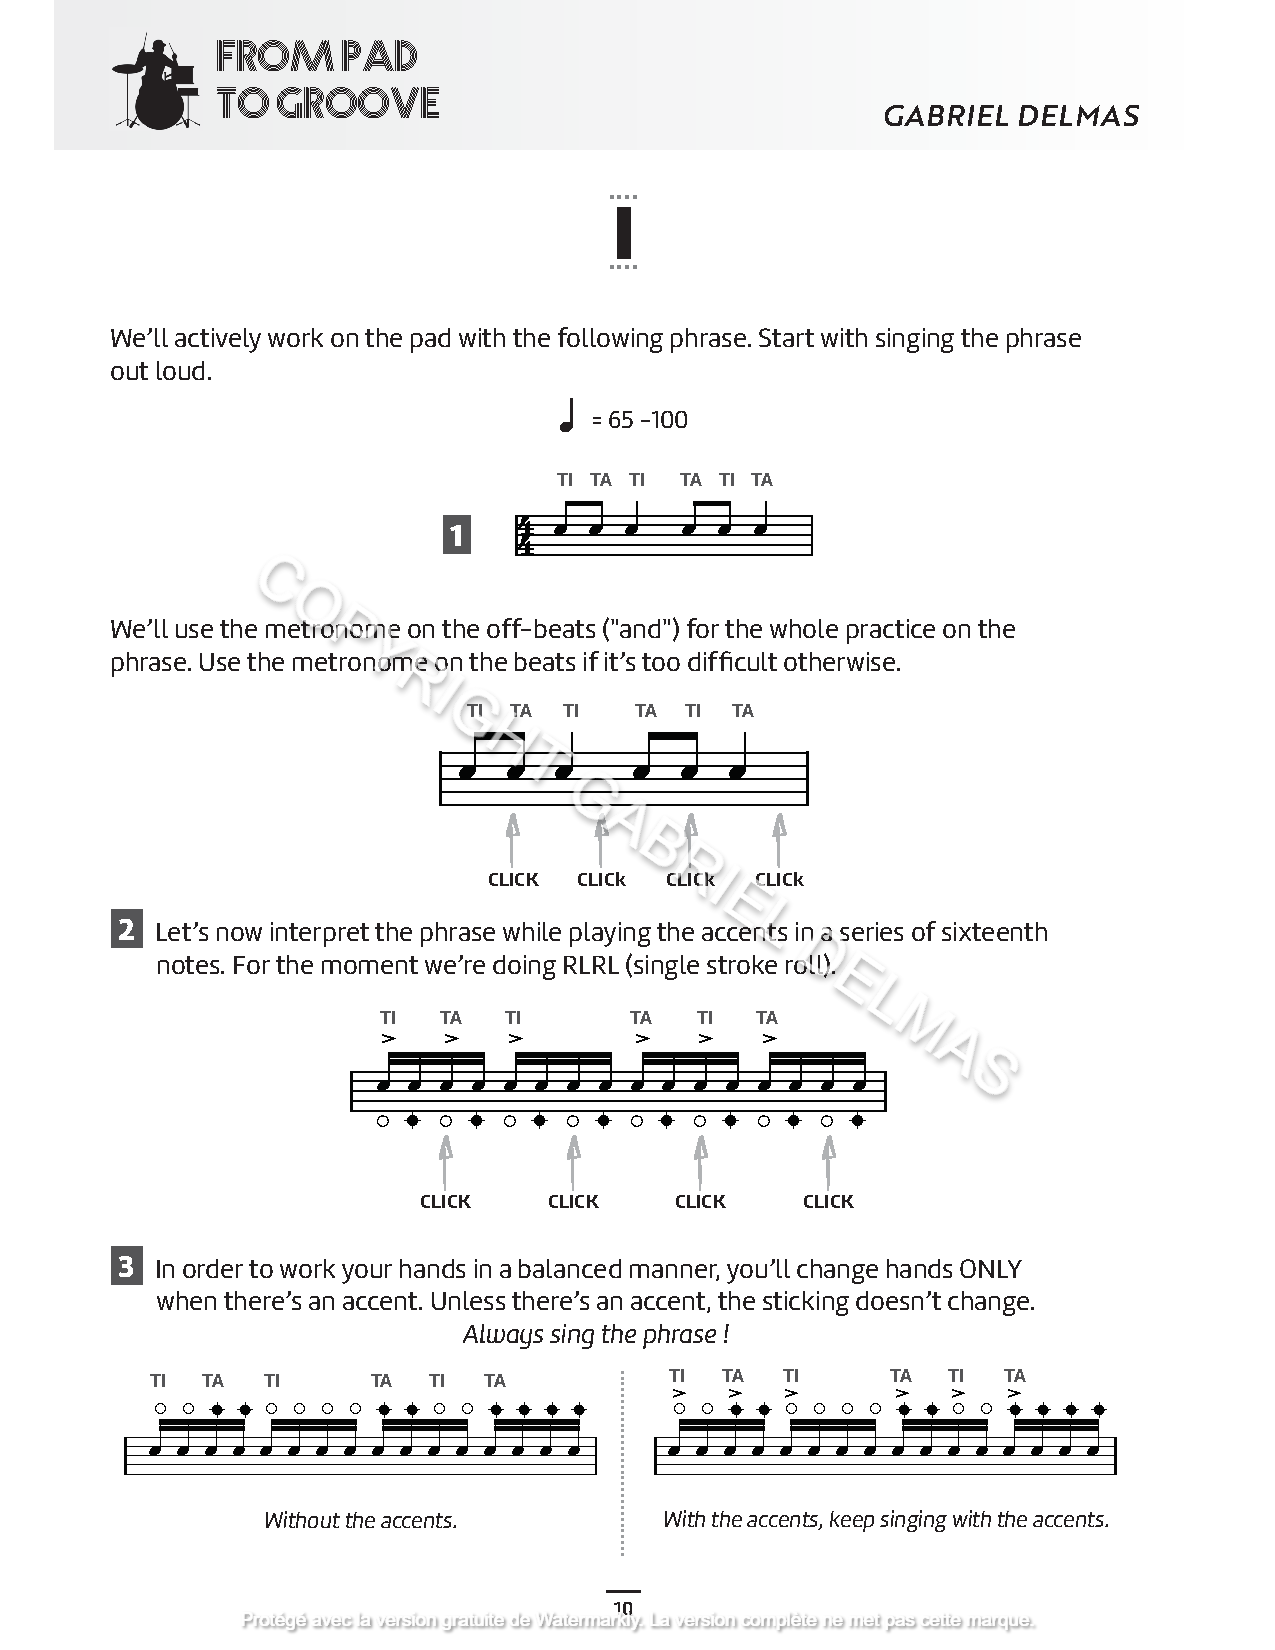 FROM PAD
TO GROOVE
GABRIEL DELMAS
I
We'll actively work on the pad with the following phrase. Start with singing the phrase
out loud.
= 65 -100
TI TA TI TA TI TA
1
4
4
We'll use the metronome on the off-beats ("and") for the whole practice on the
phrase. Use the metronome on the beats if it's too difficult otherwise.
TI TA TI TA TI TA
CLICK CLICk CLICk CLICk
2 Let's now interpret the phrase while playing the accents in a series of sixteenth
notes. For the moment we're doing RLRL (single stroke roll).
TI TA TI TA TI TA
CLICK CLICK CLICK CLICK
3 In order to work your hands in a balanced manner, you'll change hands ONLY
when there's an accent. Unless there's an accent, the sticking doesn't change.
Always sing the phrase !
TI TA TI TA TI TA
TI TA TI TA TI TA
Without the accents.
With the accents, keep singing with the accents.
10
COPYRIGHT GABRIEL DELMAS
Protégé avec la version gratuite de Watermarkly. La version complète ne met pas cette marque.